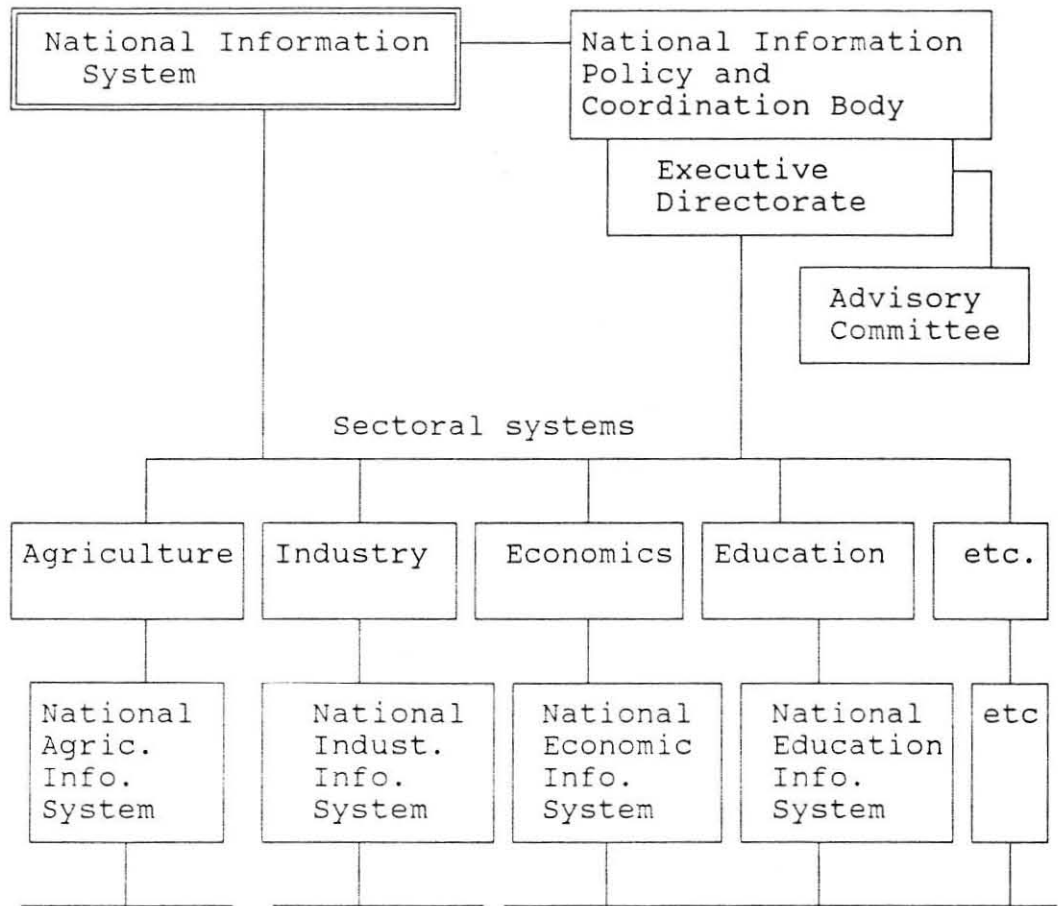 National Information
System
National Information
Policy and
Coordination Body
Executive
Directorate
Advisory
Committee
Sectoral systems
Agriculture
Industry
Economics
Education
etc.
National
Agric.
Info.
System
National
Indust.
Info.
System
National
Economic
Info.
System
National
Education
Info.
System
etc